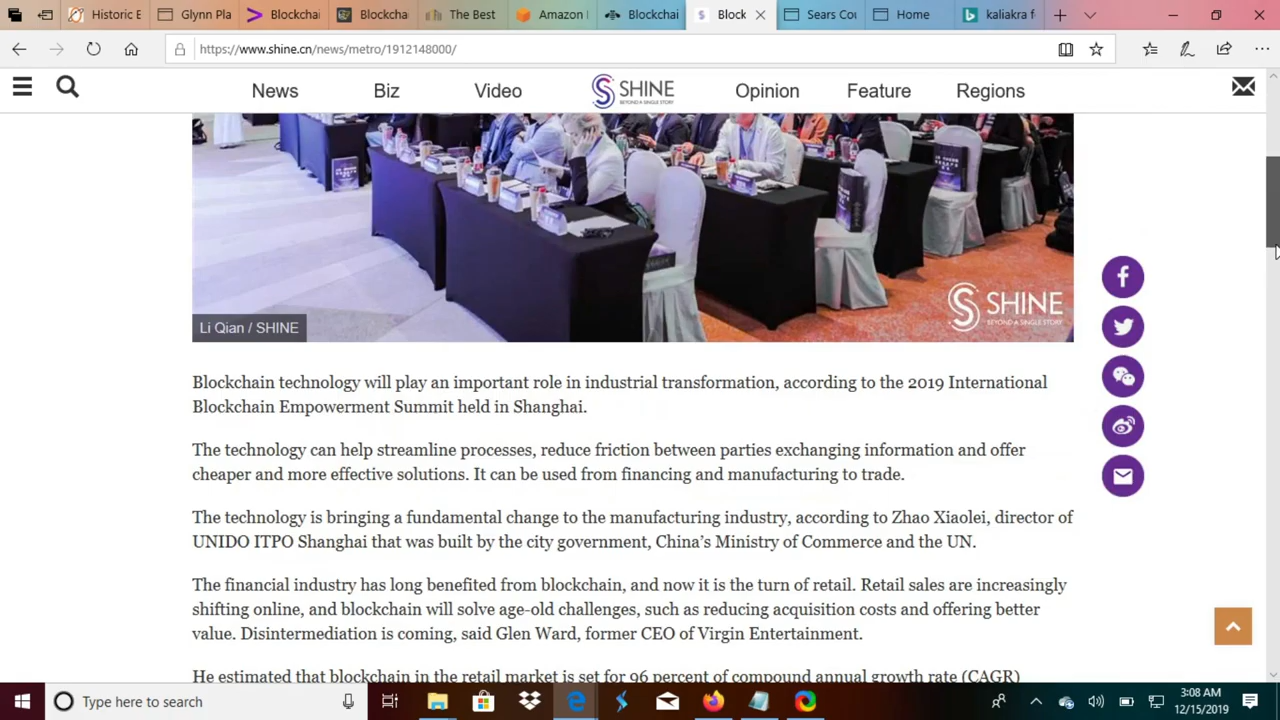 Historic E
Glynn Pla
Blockchai
Blockcha
The Best
Amazon
Blockchai
Block
Sears Cou
Home
kaliakra f
https://www.shine.cn/news/metro/1912148000/
News
Biz
Video
SHINE
BEYOND A SINGLE STORY
Opinion
Feature
Regions
SHINE
BEYOND A SINGLE STORY
Li Qian / SHINE
Blockchain technology will play an important role in industrial transformation, according to the 2019 International
Blockchain Empowerment Summit held in Shanghai.
The technology can help streamline processes, reduce friction between parties exchanging information and offer
cheaper and more effective solutions. It can be used from financing and manufacturing to trade.
The technology is bringing a fundamental change to the manufacturing industry, according to Zhao Xiaolei, director of
UNIDO ITPO Shanghai that was built by the city government, China's Ministry of Commerce and the UN.
The financial industry has long benefited from blockchain, and now it is the turn of retail. Retail sales are increasingly
shifting online, and blockchain will solve age-old challenges, such as reducing acquisition costs and offering better
value. Disintermediation is coming, said Glen Ward, former CEO of Virgin Entertainment.
He estimated that blockchain in the retail market is set for 96 percent of compound annual growth rate (CAGR)
Type here to search
3:08 AM
12/15/2019